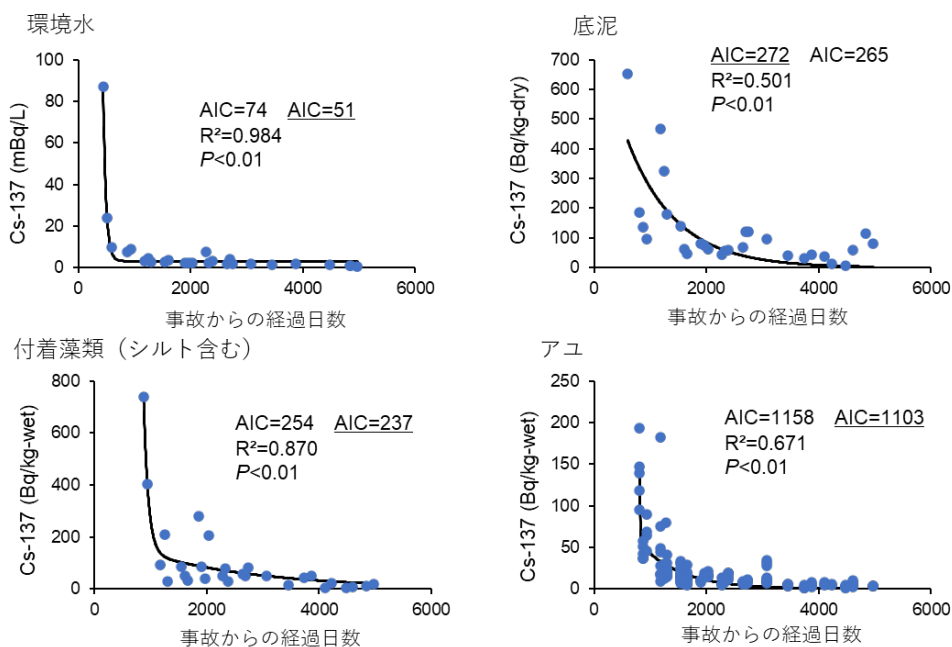 環境水
Cs-137 (mBq/L)
100
80
60
40
20
0
AIC=74 AIC=51
R²=0.984
P<0.01
0 2000 4000 6000
事故からの経過日数
底泥
Cs-137 (Bq/kg-dry)
700
600
500
400
300
200
100
0
AIC=272 AIC=265
R²=0.501
P<0.01
0 2000 4000 6000
事故からの経過日数
付着藻類（シルト含む）
Cs-137 (Bq/kg-wet)
800
600
400
200
0
AIC=254 AIC=237
R²=0.870
P<0.01
0 2000 4000 6000
事故からの経過日数
アユ
Cs-137 (Bq/kg-wet)
250
200
150
100
50
0
AIC=1158 AIC=1103
R²=0.671
P<0.01
0 2000 4000 6000
事故からの経過日数